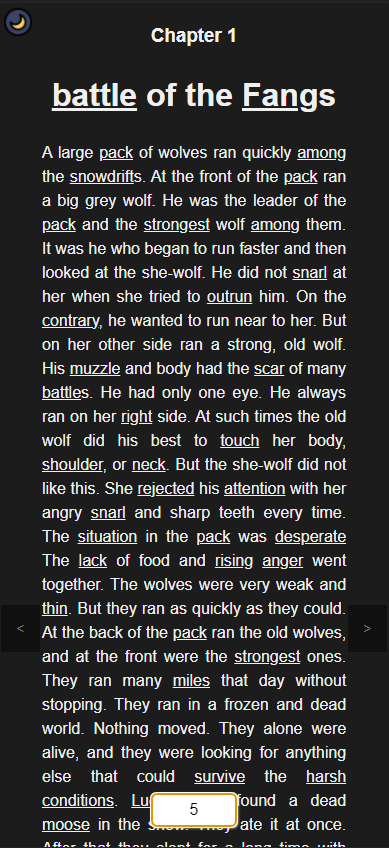 Chapter 1
battle of the Fangs
A large pack of wolves ran quickly among
the snowdrifts. At the front of the pack ran
a big grey wolf. He was the leader of the
pack and the strongest wolf among them.
It was he who began to run faster and then
looked at the she-wolf. He did not snarl at
her when she tried to outrun him. On the
contrary, he wanted to run near to her. But
on her other side ran a strong, old wolf.
His muzzle and body had the scar of many
battles. He had only one eye. He always
ran on her right side. At such times the old
wolf did his best to touch her body,
shoulder, or neck. But the she-wolf did not
like this. She rejected his attention with her
angry snarl and sharp teeth every time.
The situation in the pack was desperate
The lack of food and rising anger went
together. The wolves were very weak and
thin. But they ran as quickly as they could.
< >
At the back of the pack ran the old wolves,
and at the front were the strongest ones.
They ran many miles that day without
stopping. They ran in a frozen and dead
world. Nothing moved. They alone were
alive, and they were looking for anything
else that could survive the harsh
conditions. found a dead
5
moose in the ate it at once.
After that they slept for a long time with